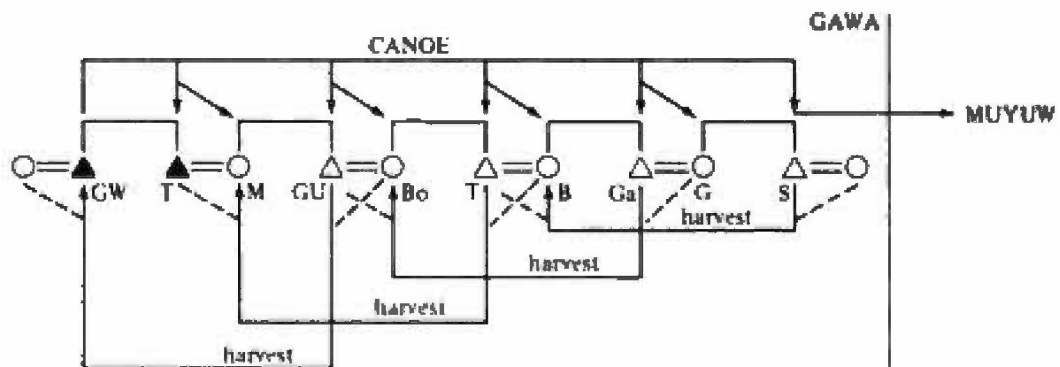 GAWA
CANOE
MUYUW
GW T M GU Bo T B Ga G S
harvest
harvest
harvest
harvest